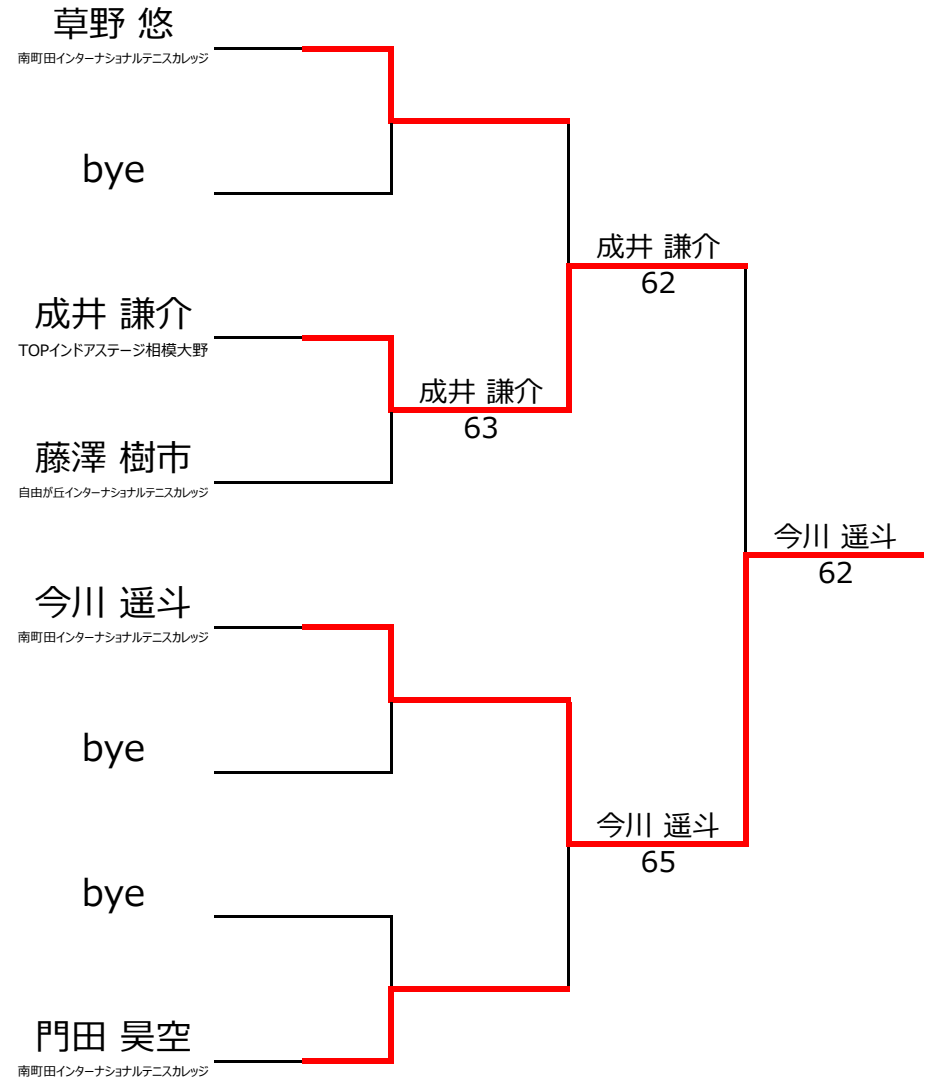 草野 悠
南町田インターナショナルテニスカレッジ
bye
成井 謙介
TOPインドアステージ相模大野
藤澤 樹市
自由が丘インターナショナルテニスカレッジ
今川 遥斗
南町田インターナショナルテニスカレッジ
bye
bye
門田 昊空
南町田インターナショナルテニスカレッジ
成井 謙介
63
成井 謙介
62
今川 遥斗
65
今川 遥斗
62